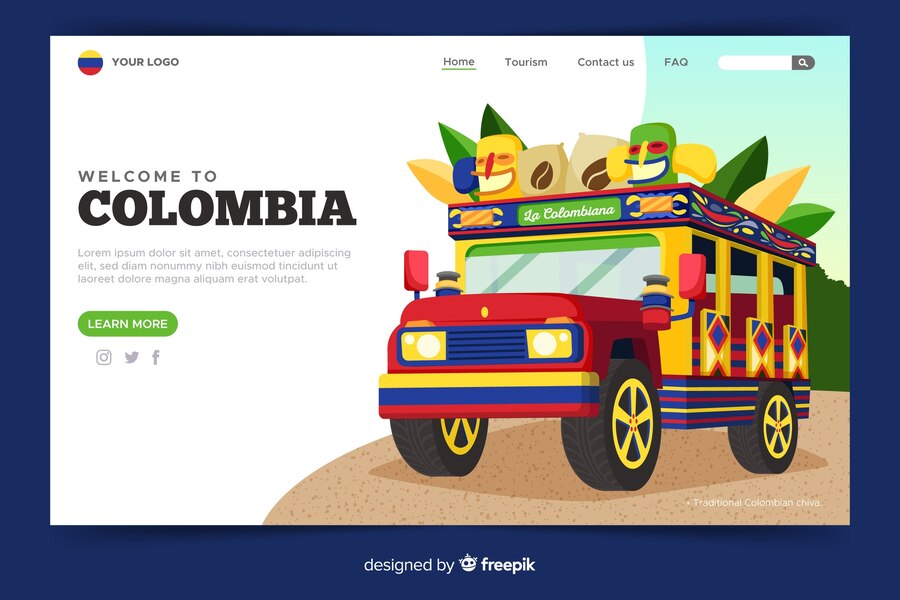 YOUR LOGO
Home
Tourism
Contact us
FAQ
WELCOME TO
COLOMBIA
Lorem ipsum dolor sit amet, consectetuer adipiscing
elit, sed diam nonummy nibh euismod tincidunt ut
laoreet dolore magna aliquam erat volutpat.
LEARN MORE
La Colombiana
• Traditional Colombian chiva.
designed by freepik